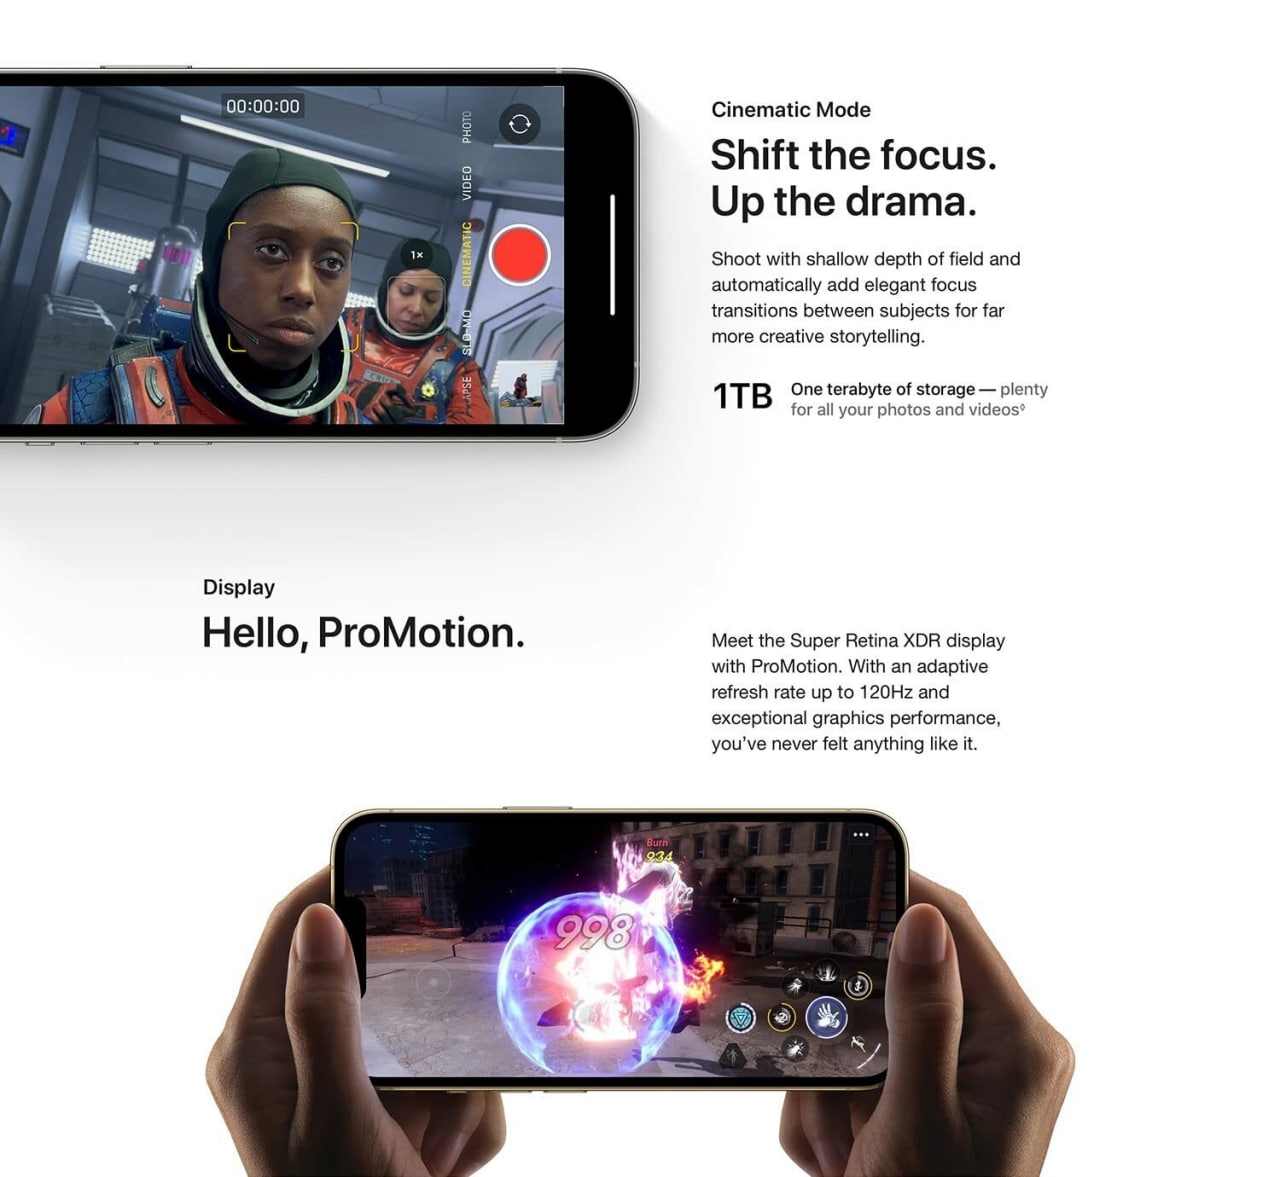 00:00:00
PHOTO
VIDEO
CINEMATIC
SLO-MO
LAPSE
1×
Cinematic Mode
Shift the focus.
Up the drama.
Shoot with shallow depth of field and
automatically add elegant focus
transitions between subjects for far
more creative storytelling.
1TB
One terabyte of storage — plenty
for all your photos and videos◊
Display
Hello, ProMotion.
Meet the Super Retina XDR display
with ProMotion. With an adaptive
refresh rate up to 120Hz and
exceptional graphics performance,
you’ve never felt anything like it.
Burn
934
998